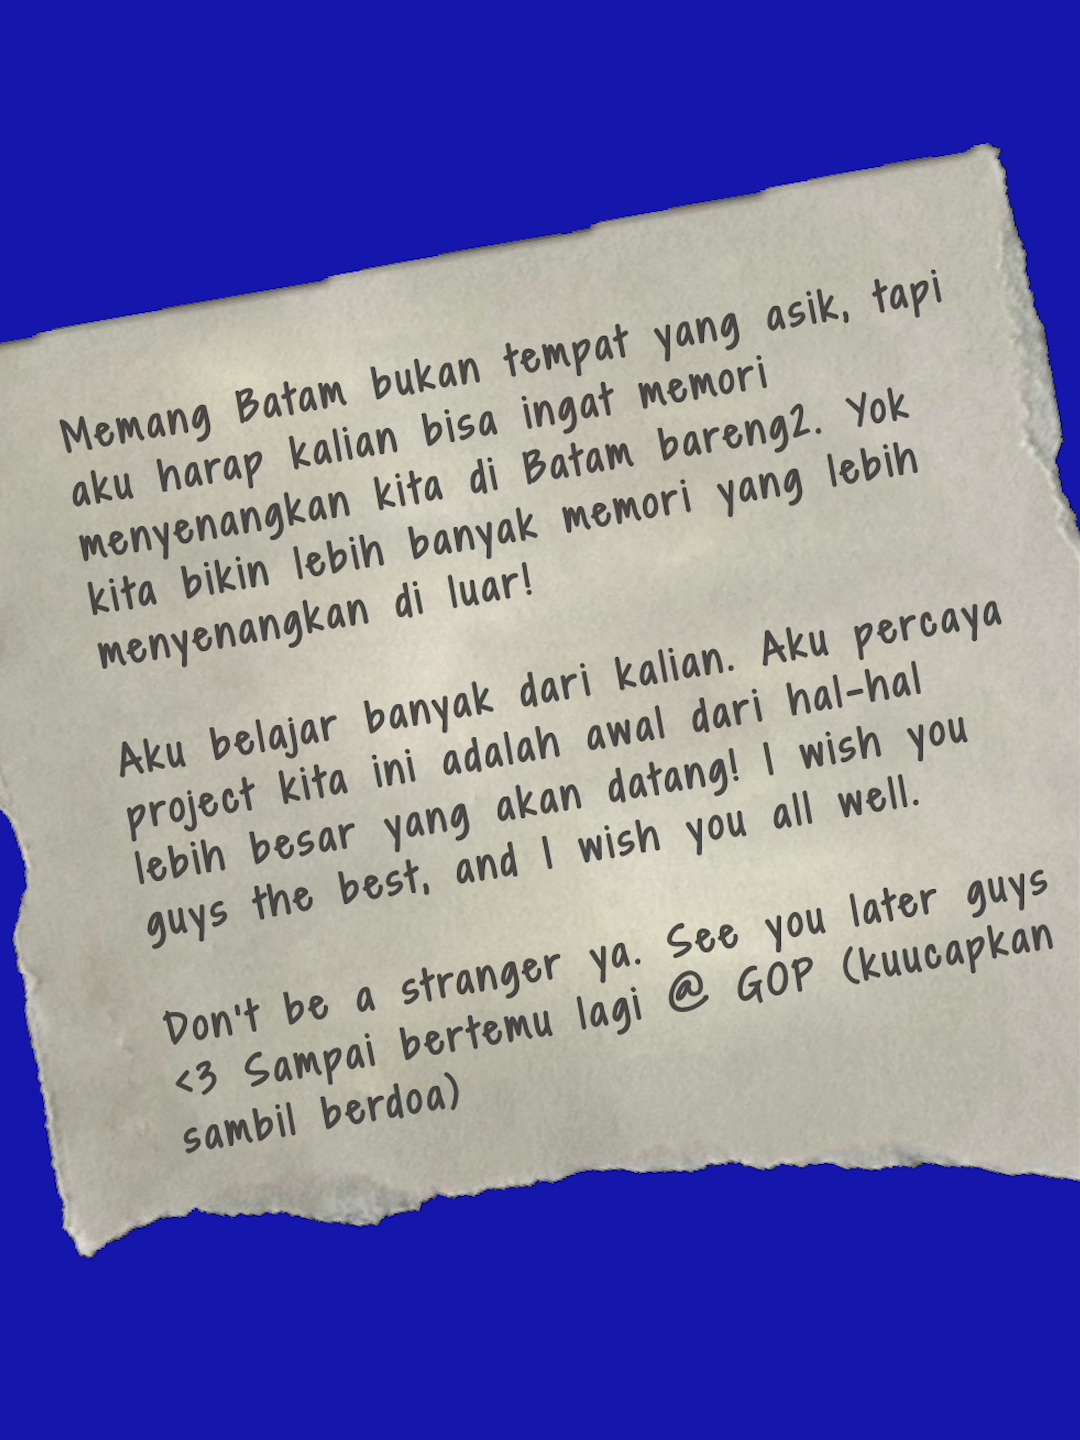 Memang Batam bukan tempat yang asik, tapi
aku harap kalian bisa ingat memori
menyenangkan kita di Batam bareng2. Yok
kita bikin lebih banyak memori yang lebih
menyenangkan di luar!
Aku belajar banyak dari kalian. Aku percaya
project kita ini adalah awal dari hal-hal
lebih besar yang akan datang! I wish you
guys the best, and I wish you all well.
Don't be a stranger ya. See you later guys
<3 Sampai bertemu lagi @ GOP (kuucapkan
sambil berdoa)